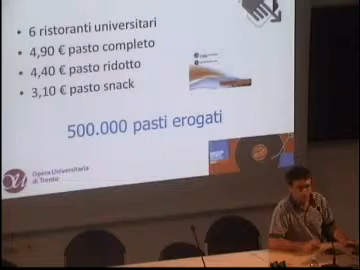 • 6 ristoranti universitari
• 4,90 € pasto completo
• 4,40 € pasto ridotto
• 3,10 € pasto snack
500.000 pasti erogati
Opera Universitaria
di Trento